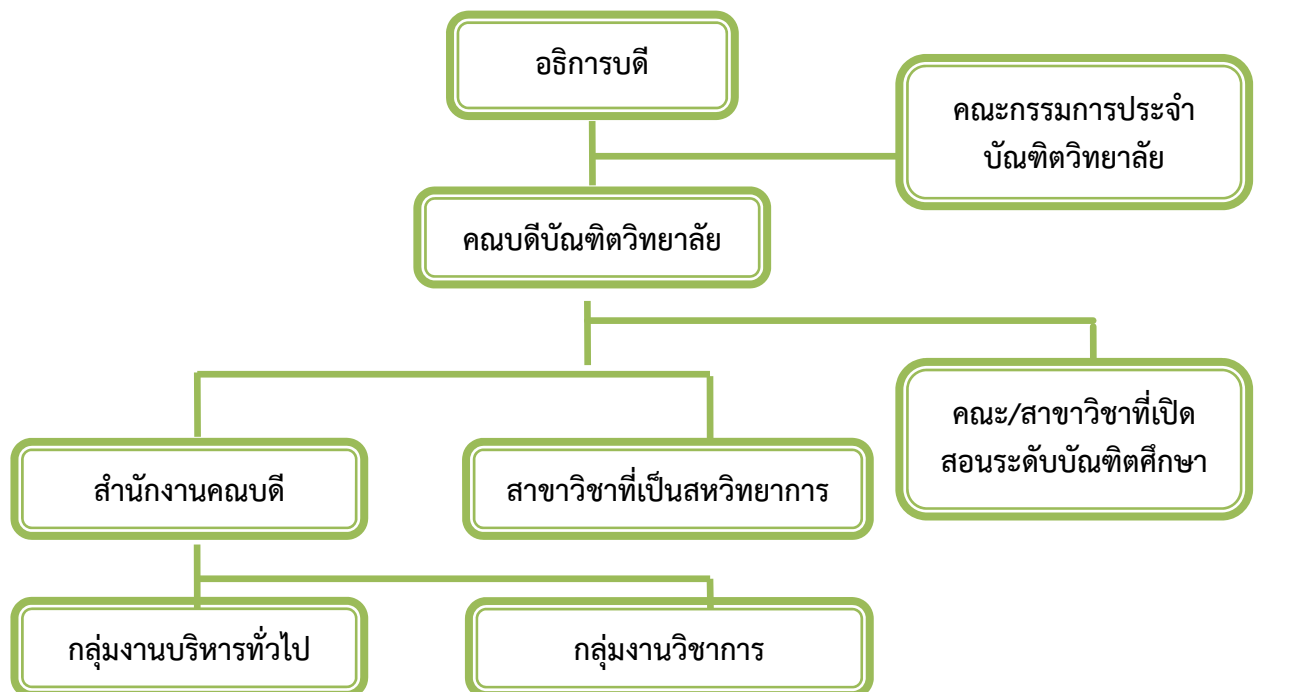 อธิการบดี
คณะกรรมการประจำ
บัณฑิตวิทยาลัย
คณบดีบัณฑิตวิทยาลัย
คณะ/สาขาวิชาที่เปิด
สอนระดับบัณฑิตศึกษา
สำนักงานคณบดี
สาขาวิชาที่เป็นสหวิทยาการ
กลุ่มงานบริหารทั่วไป
กลุ่มงานวิชาการ